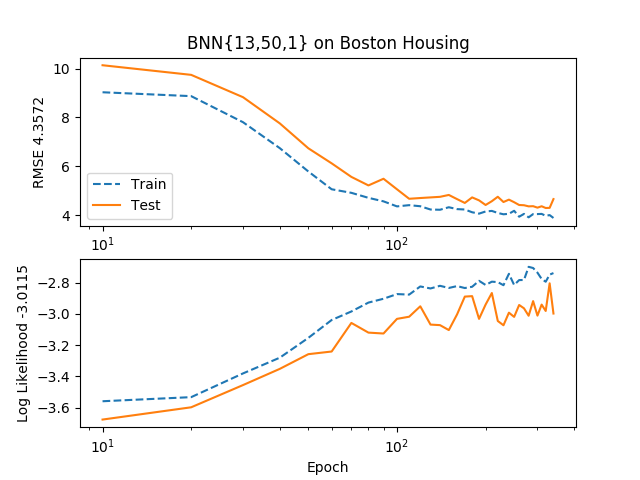 BNN{13,50,1} on Boston Housing
RMSE 4.3572
10
8
6
4
Train
Test
10¹
10²
Log Likelihood -3.0115
−2.8
−3.0
−3.2
−3.4
−3.6
10¹
10²
Epoch